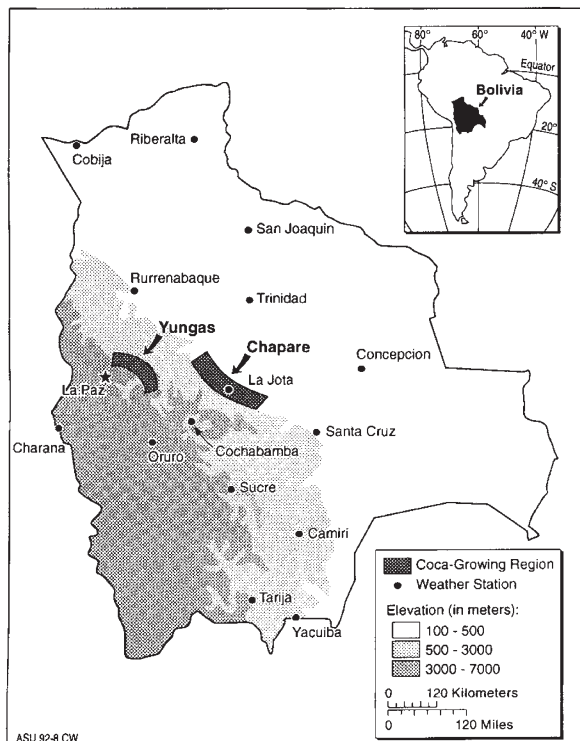 80° 60° 40° W
Equator
Bolivia
20°
40° S
Riberalta
Cobija
San Joaquin
Rurrenabaque
Trinidad
Yungas
Chapare
Concepcion
La Jota
La Paz
Charana
Oruro
Cochabamba
Santa Cruz
Sucre
Camiri
Tarija
Yacuiba
Coca-Growing Region
Weather Station
Elevation (in meters):
100 - 500
500 - 3000
3000 - 7000
0 120 Kilometers
0 120 Miles
ASU 92-8 CW